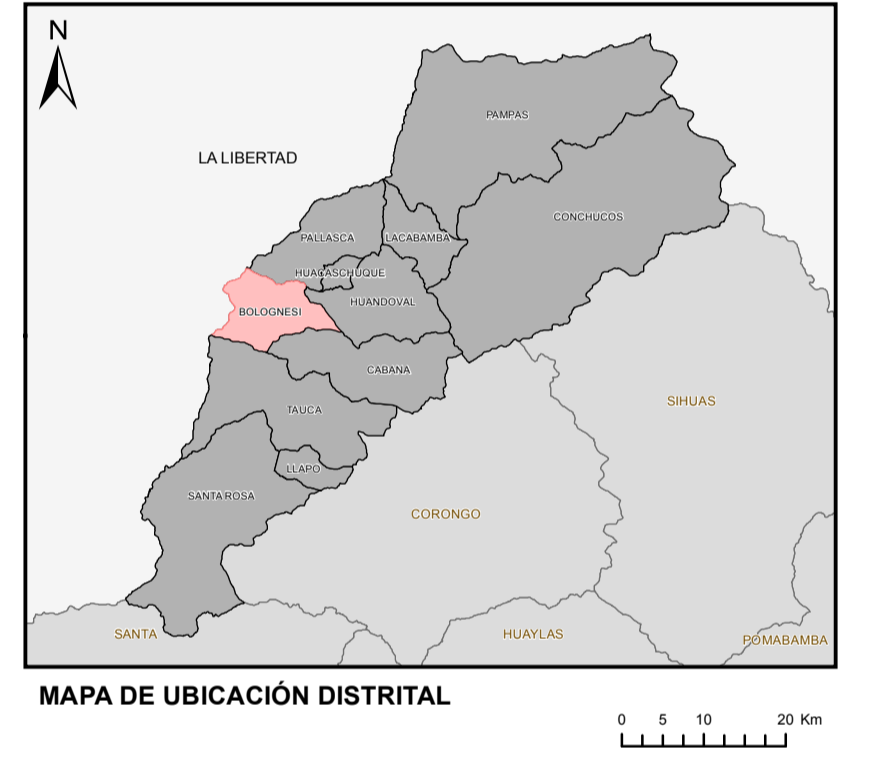 N
PAMPAS
LA LIBERTAD
CONCHUCOS
PALLASCA
LACABAMBA
HUACASCHUQUE
HUANDOVAL
BOLOGNESI
CABANA
SIHUAS
TAUCA
LLAPO
SANTA ROSA
CORONGO
SANTA
HUAYLAS
POMABAMBA
MAPA DE UBICACIÓN DISTRITAL
0 5 10 20 Km